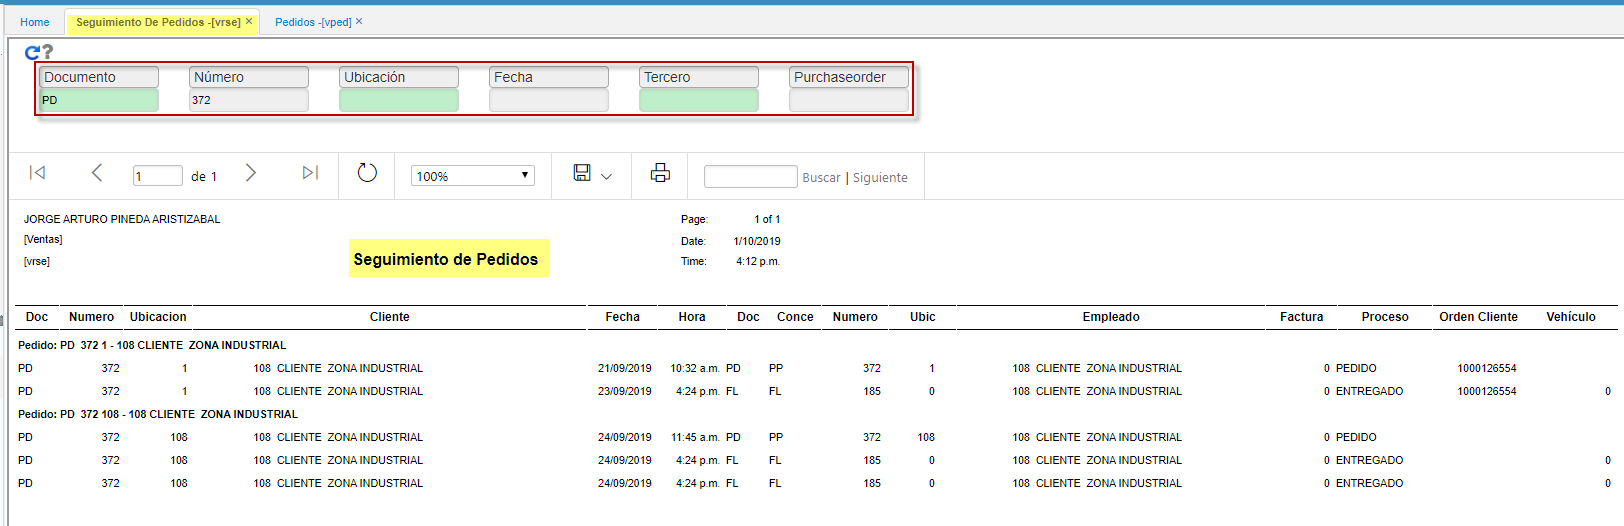 Home Seguimiento De Pedidos -[vrse] × Pedidos -[vped] ×
?
Documento Número Ubicación Fecha Tercero Purchaseorder
PD 372
1 de 1 100% Buscar | Siguiente
JORGE ARTURO PINEDA ARISTIZABAL Page: 1 of 1
[Ventas] Date: 1/10/2019
[vrse] Seguimiento de Pedidos Time: 4:12 p.m.
Doc Numero Ubicacion Cliente Fecha Hora Doc Conce Numero Ubic Empleado Factura Proceso Orden Cliente Vehículo
Pedido: PD 372 1 - 108 CLIENTE ZONA INDUSTRIAL
PD 372 1 108 CLIENTE ZONA INDUSTRIAL 21/09/2019 10:32 a.m. PD PP 372 1 108 CLIENTE ZONA INDUSTRIAL 0 PEDIDO 1000126554
PD 372 1 108 CLIENTE ZONA INDUSTRIAL 23/09/2019 4:24 p.m. FL FL 185 0 108 CLIENTE ZONA INDUSTRIAL 0 ENTREGADO 1000126554 0
Pedido: PD 372 108 - 108 CLIENTE ZONA INDUSTRIAL
PD 372 108 108 CLIENTE ZONA INDUSTRIAL 24/09/2019 11:45 a.m. PD PP 372 108 108 CLIENTE ZONA INDUSTRIAL 0 PEDIDO
PD 372 108 108 CLIENTE ZONA INDUSTRIAL 24/09/2019 4:24 p.m. FL FL 185 0 108 CLIENTE ZONA INDUSTRIAL 0 ENTREGADO 0
PD 372 108 108 CLIENTE ZONA INDUSTRIAL 24/09/2019 4:24 p.m. FL FL 185 0 108 CLIENTE ZONA INDUSTRIAL 0 ENTREGADO 0